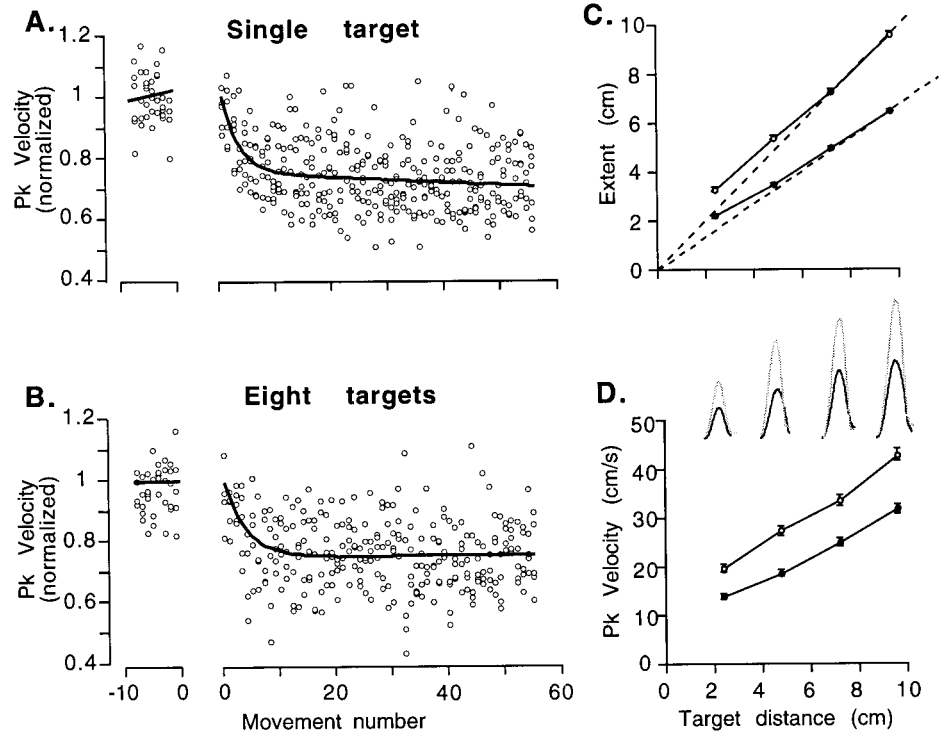 A.
Single target
1.2
1
0.8
0.6
0.4
Pk Velocity
(normalized)
B.
Eight targets
1.2
1
0.8
0.6
0.4
Pk Velocity
(normalized)
-10 0 0 20 40 60
Movement number
C.
10
8
6
4
2
0
Extent (cm)
D.
50
40
30
20
10
0
Pk Velocity (cm/s)
0 2 4 6 8 10
Target distance (cm)